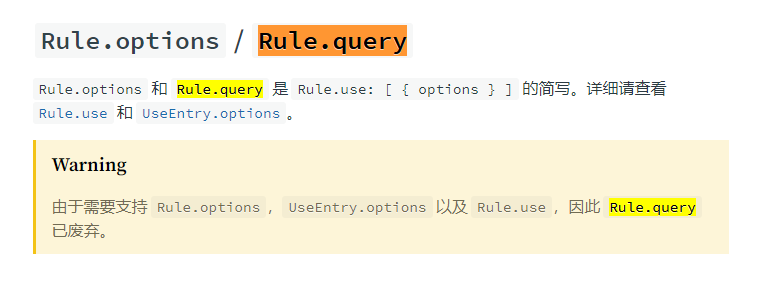 Rule.options / Rule.query
Rule.options 和 Rule.query 是 Rule.use: [ { options } ] 的简写。详细请查看
Rule.use 和 UseEntry.options。
Warning
由于需要支持 Rule.options，UseEntry.options 以及 Rule.use，因此 Rule.query
已废弃。